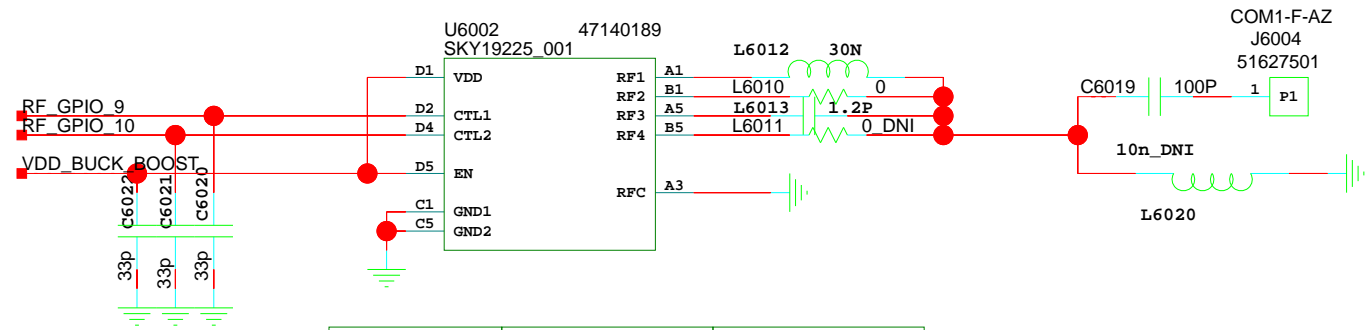 COM1-F-AZ
U6002 47140189
J6004
SKY19225_001
L6012 30N
51627501
D1 VDD RF1 A1
L6010 0
C6019 100P 1 P1
RF2 B1
RF_GPIO_9
D2 CTL1 RF3 A5
L6013 1.2P
RF_GPIO_10
D4 CTL2 RF4 B5
L6011 0_DNI
10n_DNI
VDD_BUCK_BOOST
D5 EN
RFC A3
C6022 C6021 C6020
C1 GND1
L6020
C5 GND2
33p 33p 33p